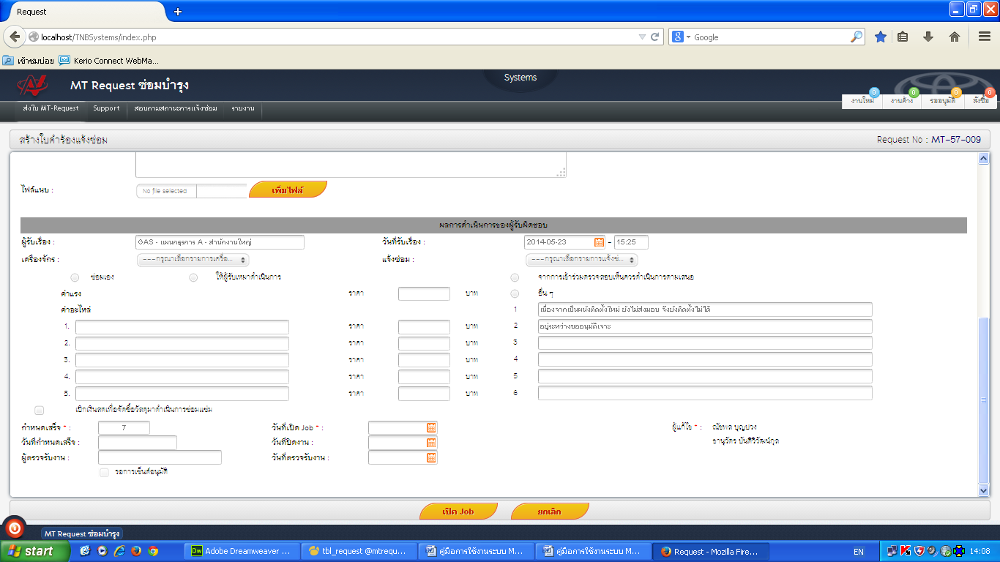 Request
localhost/TNBSystems/index.php
Google
เข้าชมบ่อย Kerio Connect WebMa...
MT Request ซ่อมบำรุง
Systems
ส่งใบ MT-Request Support สอบถามสถานะการแจ้งซ่อม รายงาน
0 0 0 0
งานใหม่ งานค้าง รออนุมัติ สั่งซื้อ
สร้างใบคำร้องแจ้งซ่อม Request No : MT-57-009
ไฟล์แนบ : No file selected เพิ่มไฟล์
ผลการดำเนินการของผู้รับผิดชอบ
ผู้รับเรื่อง : GAS - แผนกธุรการ A - สำนักงานใหญ่ วันที่รับเรื่อง : 2014-05-23 - 15:25
เครื่องจักร : ---กรุณาเลือกรายการเครื่อ... แจ้งซ่อม : ---กรุณาเลือกรายการแจ้งซ่...
ซ่อมเอง ให้ผู้รับเหมาดำเนินการ จากการเข้าร่วมตรวจสอบเห็นควรดำเนินการตามเสนอ
ค่าแรง ราคา บาท อื่น ๆ
ค่าอะไหล่ 1 เนื่องจากเป็นผนังติดตั้งใหม่ ยังไม่ส่งมอบ จึงยังติดตั้งไม่ได้
1. ราคา บาท 2 อยู่ระหว่างขออนุมัติเจาะ
2. ราคา บาท 3
3. ราคา บาท 4
4. ราคา บาท 5
5. ราคา บาท 6
เบิกเงินสดเพื่อจัดซื้อวัสดุมาดำเนินการซ่อมแซม
กำหนดเสร็จ * : 7 วันที่เปิด Job * : ผู้แก้ไข * : ณัชพล บุญปวง
วันที่กำหนดเสร็จ : วันที่ปิดงาน :
ผู้ตรวจรับงาน : วันที่ตรวจรับงาน :
รอการเซ็นต์อนุมัติ
เปิด Job ยกเลิก
MT Request ซ่อมบำรุง
start Dw Adobe Dreamweaver ... tbl_request @mtrequ... คู่มือการใช้งานระบบ M... คู่มือการใช้งานระบบ M... Request - Mozilla Fire... EN 14:08